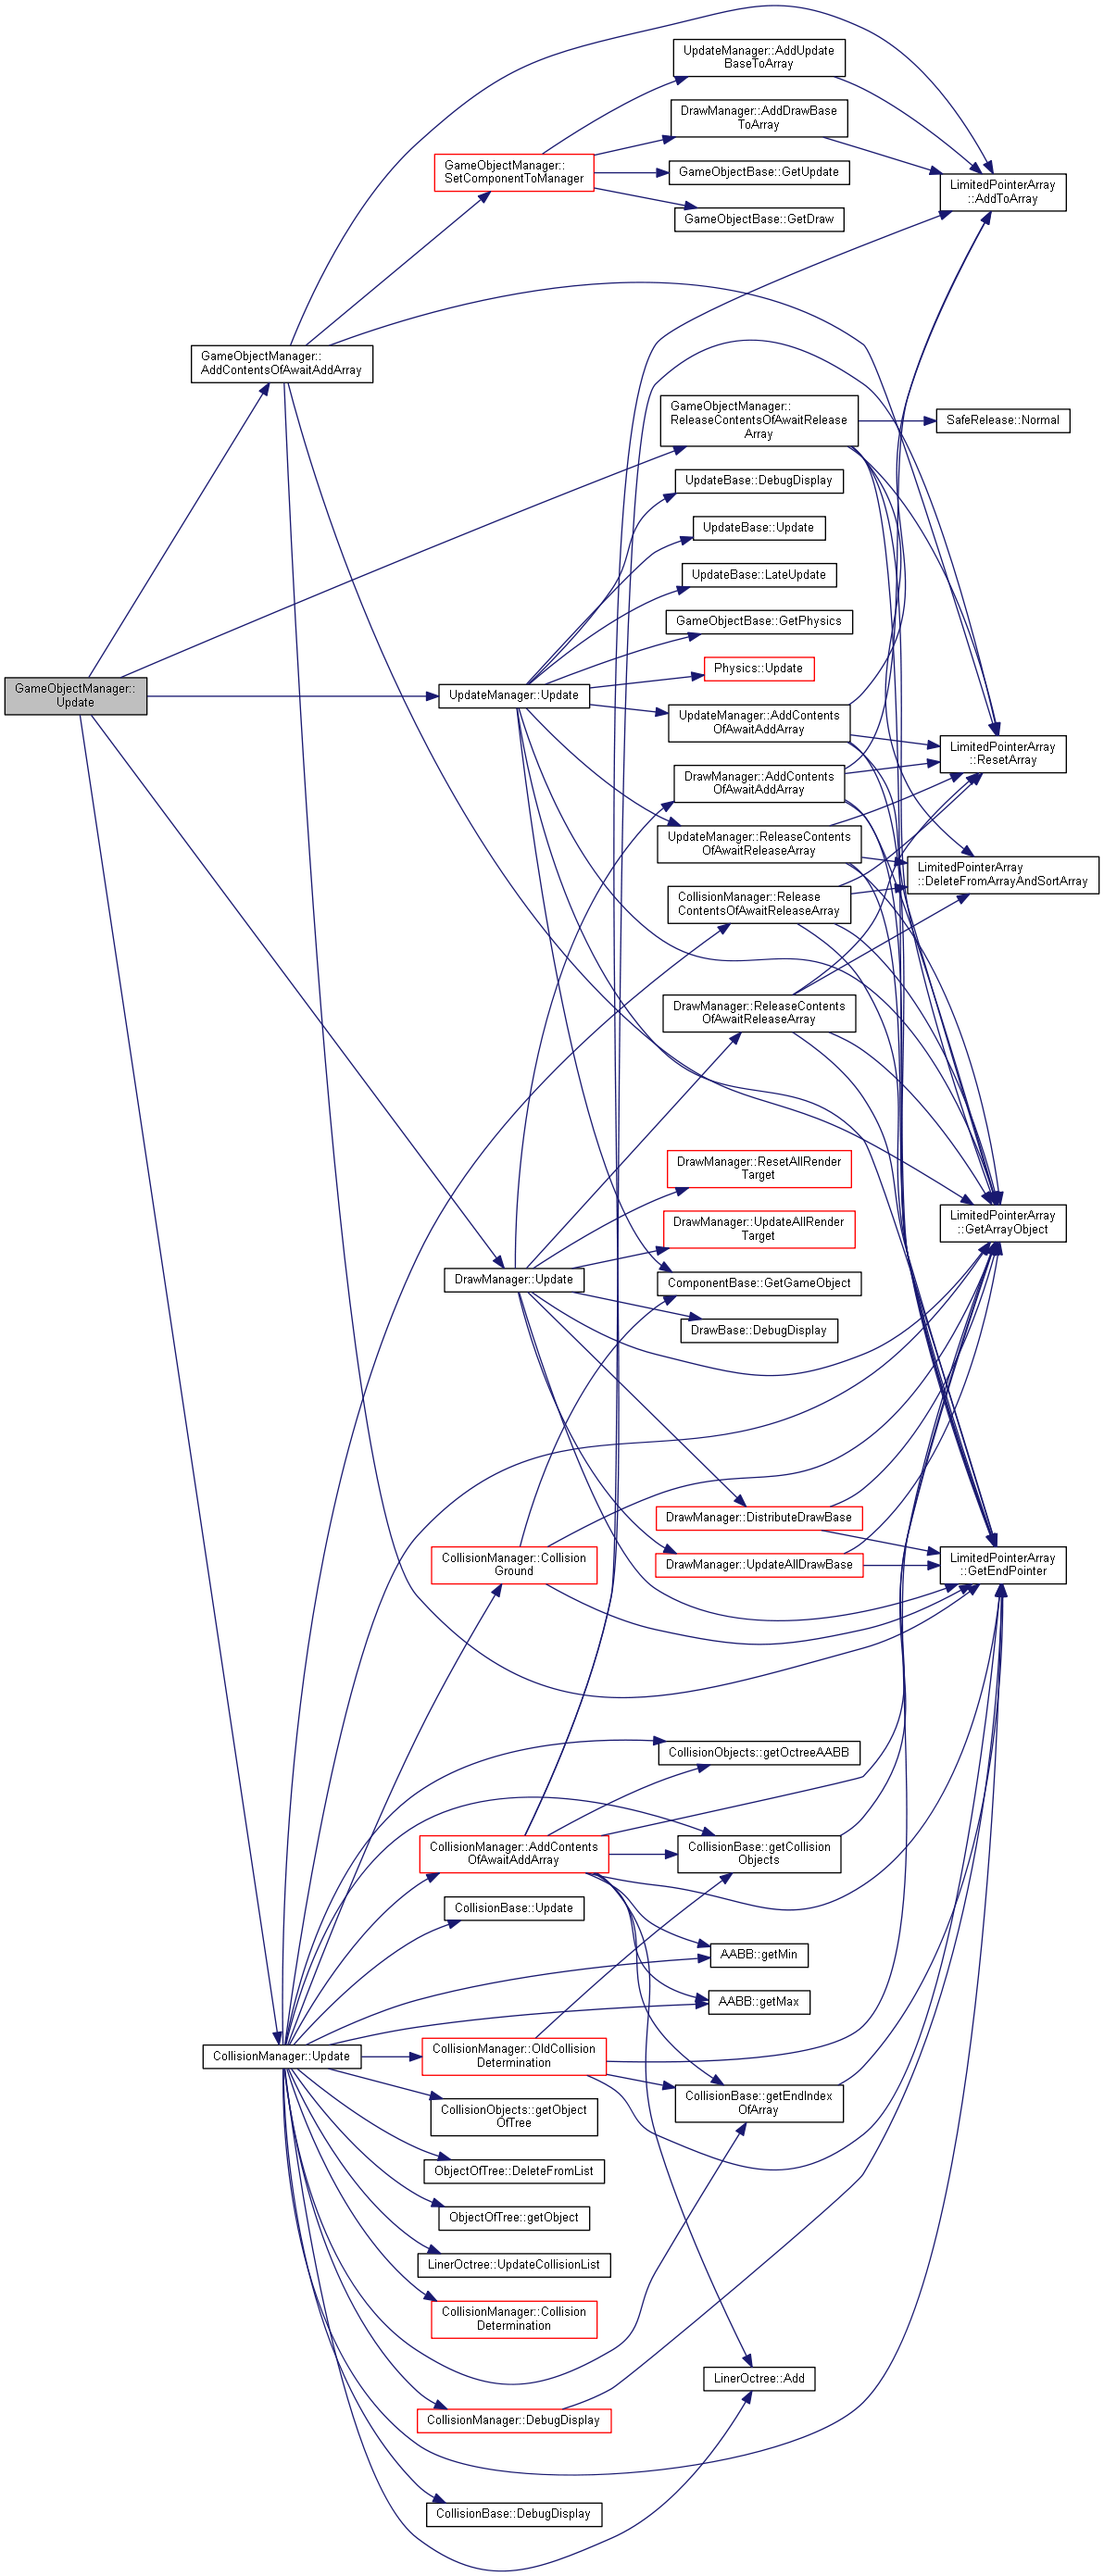 UpdateManager::AddUpdate
BaseToArray
DrawManager::AddDrawBase
ToArray
GameObjectManager::
SetComponentToManager
GameObjectBase::GetUpdate
LimitedPointerArray
::AddToArray
GameObjectBase::GetDraw
GameObjectManager::
AddContentsOfAwaitAddArray
GameObjectManager::
ReleaseContentsOfAwaitRelease
Array
SafeRelease::Normal
UpdateBase::DebugDisplay
UpdateBase::Update
UpdateBase::LateUpdate
GameObjectBase::GetPhysics
Physics::Update
GameObjectManager::
Update
UpdateManager::Update
UpdateManager::AddContents
OfAwaitAddArray
LimitedPointerArray
::ResetArray
DrawManager::AddContents
OfAwaitAddArray
UpdateManager::ReleaseContents
OfAwaitReleaseArray
LimitedPointerArray
::DeleteFromArrayAndSortArray
CollisionManager::Release
ContentsOfAwaitReleaseArray
DrawManager::ReleaseContents
OfAwaitReleaseArray
DrawManager::ResetAllRender
Target
LimitedPointerArray
::GetArrayObject
DrawManager::UpdateAllRender
Target
DrawManager::Update
ComponentBase::GetGameObject
DrawBase::DebugDisplay
DrawManager::DistributeDrawBase
CollisionManager::Collision
Ground
DrawManager::UpdateAllDrawBase
LimitedPointerArray
::GetEndPointer
CollisionObjects::getOctreeAABB
CollisionManager::AddContents
OfAwaitAddArray
CollisionBase::getCollision
Objects
CollisionBase::Update
AABB::getMin
AABB::getMax
CollisionManager::Update
CollisionManager::OldCollision
Determination
CollisionObjects::getObject
OfTree
CollisionBase::getEndIndex
OfArray
ObjectOfTree::DeleteFromList
ObjectOfTree::getObject
LinerOctree::UpdateCollisionList
CollisionManager::Collision
Determination
LinerOctree::Add
CollisionManager::DebugDisplay
CollisionBase::DebugDisplay